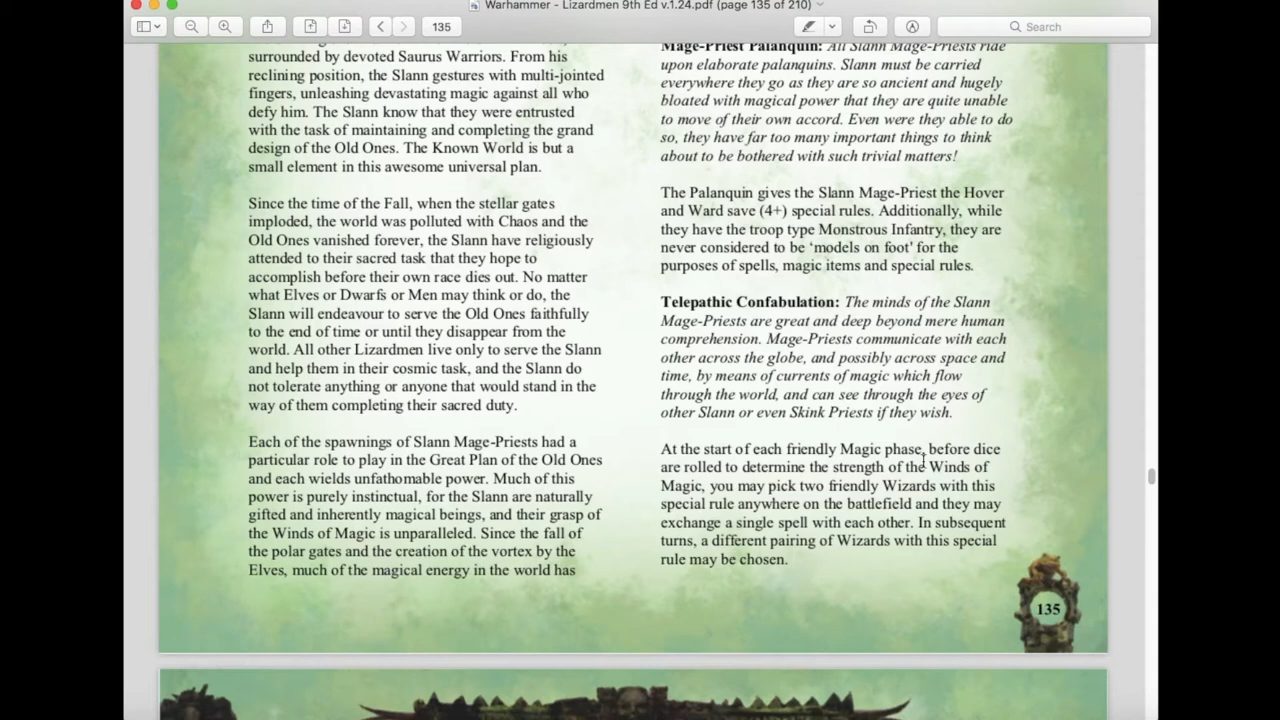 Warhammer - Lizardmen 9th Ed v.1.24.pdf (page 135 of 210)
135
Search
surrounded by devoted Saurus Warriors. From his
reclining position, the Slann gestures with multi-jointed
fingers, unleashing devastating magic against all who
defy him. The Slann know that they were entrusted
with the task of maintaining and completing the grand
design of the Old Ones. The Known World is but a
small element in this awesome universal plan.
Since the time of the Fall, when the stellar gates
imploded, the world was polluted with Chaos and the
Old Ones vanished forever, the Slann have religiously
attended to their sacred task that they hope to
accomplish before their own race dies out. No matter
what Elves or Dwarfs or Men may think or do, the
Slann will endeavour to serve the Old Ones faithfully
to the end of time or until they disappear from the
world. All other Lizardmen live only to serve the Slann
and help them in their cosmic task, and the Slann do
not tolerate anything or anyone that would stand in the
way of them completing their sacred duty.
Each of the spawnings of Slann Mage-Priests had a
particular role to play in the Great Plan of the Old Ones
and each wields unfathomable power. Much of this
power is purely instinctual, for the Slann are naturally
gifted and inherently magical beings, and their grasp of
the Winds of Magic is unparalleled. Since the fall of
the polar gates and the creation of the vortex by the
Elves, much of the magical energy in the world has
Mage-Priest Palanquin: All Slann Mage-Priests ride
upon elaborate palanquins. Slann must be carried
everywhere they go as they are so ancient and hugely
bloated with magical power that they are quite unable
to move of their own accord. Even were they able to do
so, they have far too many important things to think
about to be bothered with such trivial matters!
The Palanquin gives the Slann Mage-Priest the Hover
and Ward save (4+) special rules. Additionally, while
they have the troop type Monstrous Infantry, they are
never considered to be ‘models on foot’ for the
purposes of spells, magic items and special rules.
Telepathic Confabulation: The minds of the Slann
Mage-Priests are great and deep beyond mere human
comprehension. Mage-Priests communicate with each
other across the globe, and possibly across space and
time, by means of currents of magic which flow
through the world, and can see through the eyes of
other Slann or even Skink Priests if they wish.
At the start of each friendly Magic phase, before dice
are rolled to determine the strength of the Winds of
Magic, you may pick two friendly Wizards with this
special rule anywhere on the battlefield and they may
exchange a single spell with each other. In subsequent
turns, a different pairing of Wizards with this special
rule may be chosen.
135